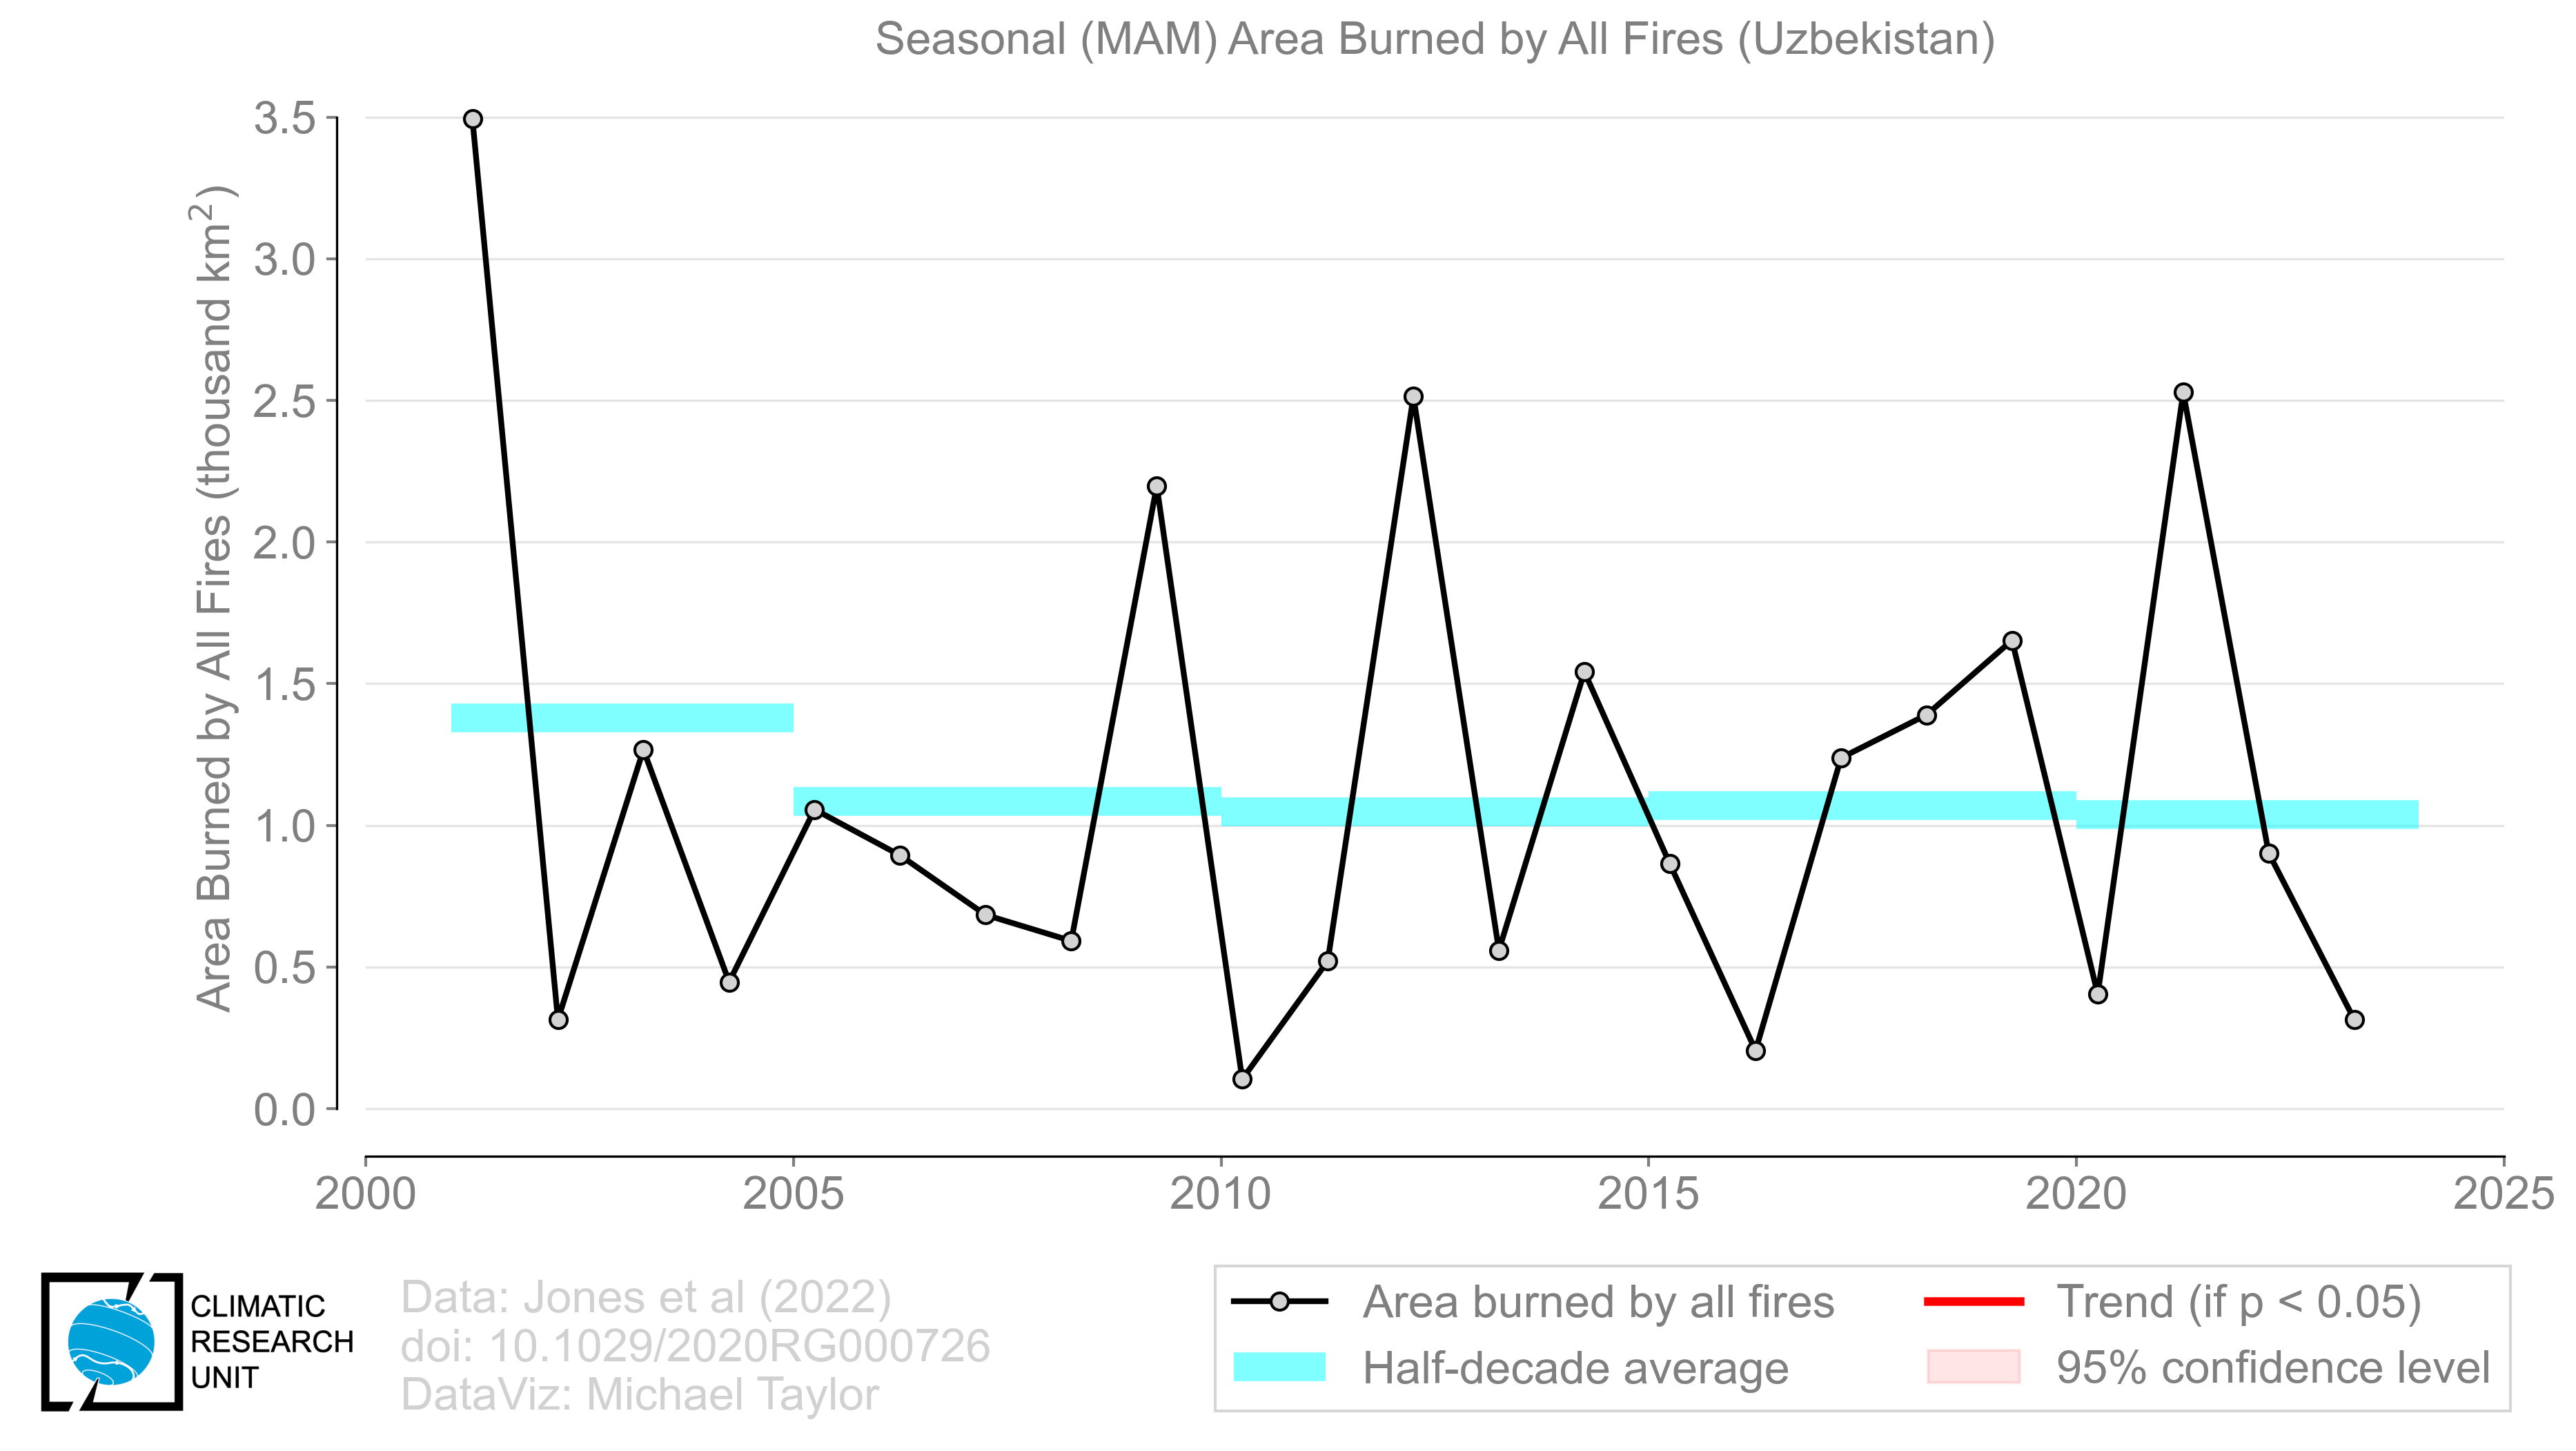 Seasonal (MAM) Area Burned by All Fires (Uzbekistan)
Area Burned by All Fires (thousand km²)
3.5
3.0
2.5
2.0
1.5
1.0
0.5
0.0
2000 2005 2010 2015 2020 2025
CLIMATIC
RESEARCH
UNIT
Data: Jones et al (2022)
doi: 10.1029/2020RG000726
DataViz: Michael Taylor
Area burned by all fires
Half-decade average
Trend (if p < 0.05)
95% confidence level